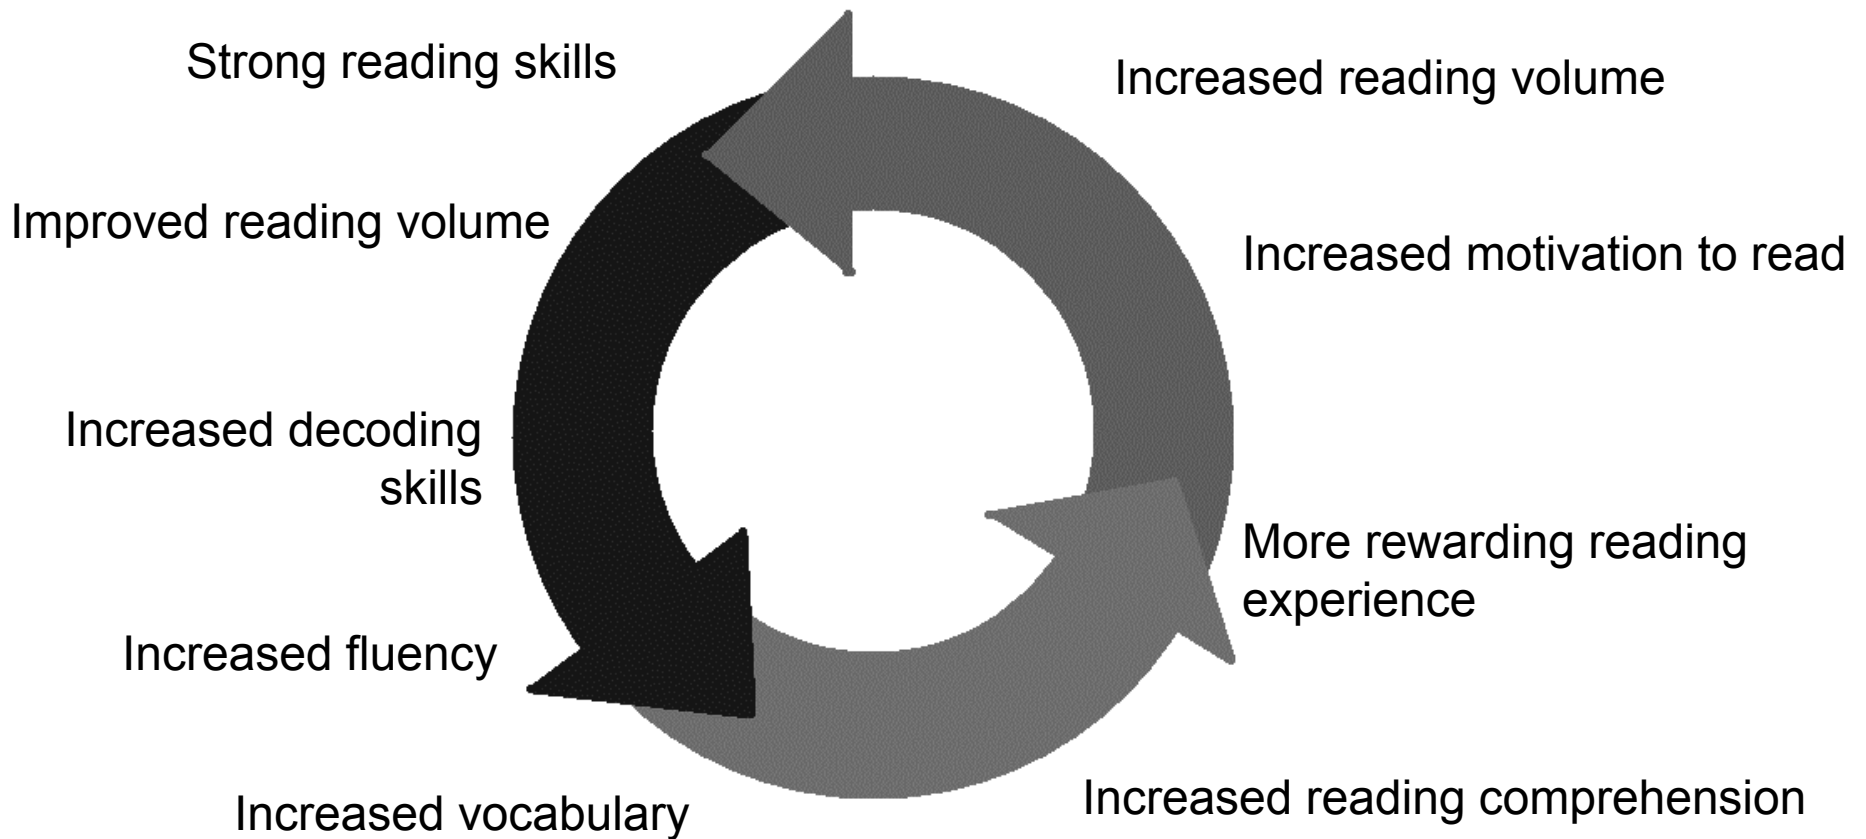 Strong reading skills
Increased reading volume
Improved reading volume
Increased motivation to read
Increased decoding
skills
More rewarding reading
experience
Increased fluency
Increased vocabulary
Increased reading comprehension